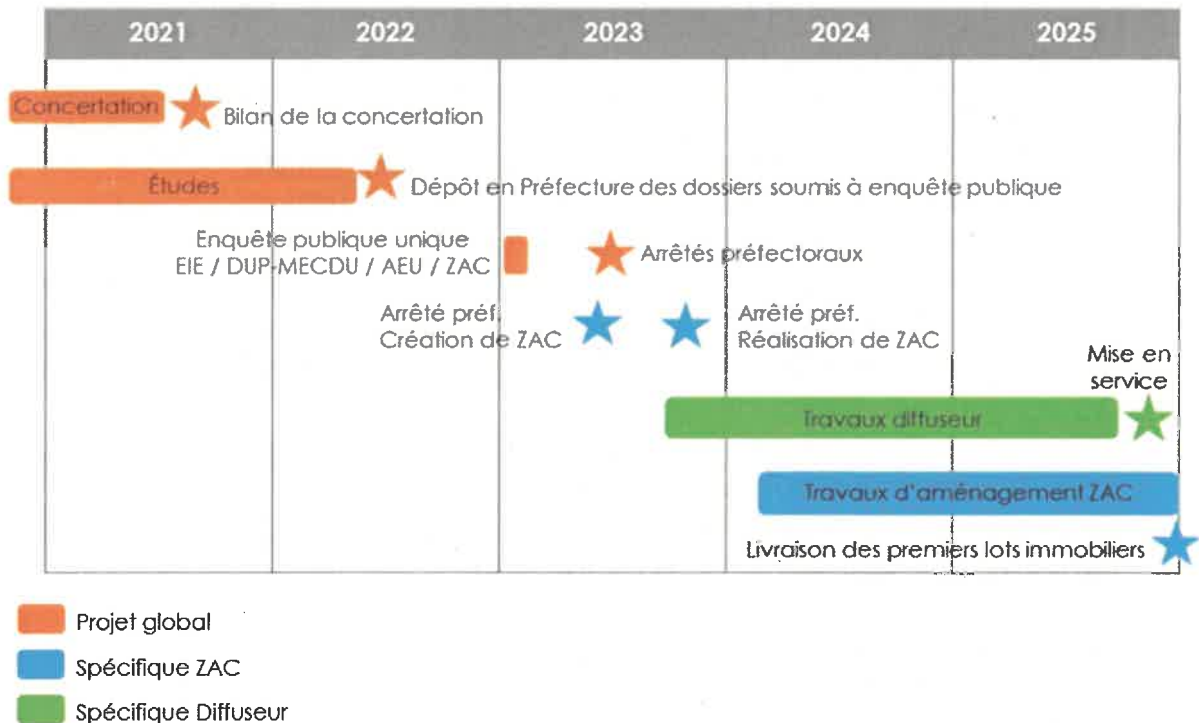 2021 2022 2023 2024 2025
Concertation
Bilan de la concertation
Études
Dépôt en Préfecture des dossiers soumis à enquête publique
Enquête publique unique
EIE / DUP-MECDU / AEU / ZAC
Arrêtés préfectoraux
Arrêté préf.
Création de ZAC
Arrêté préf.
Réalisation de ZAC
Mise en
service
Travaux diffuseur
Travaux d'aménagement ZAC
Livraison des premiers lots immobiliers
Projet global
Spécifique ZAC
Spécifique Diffuseur